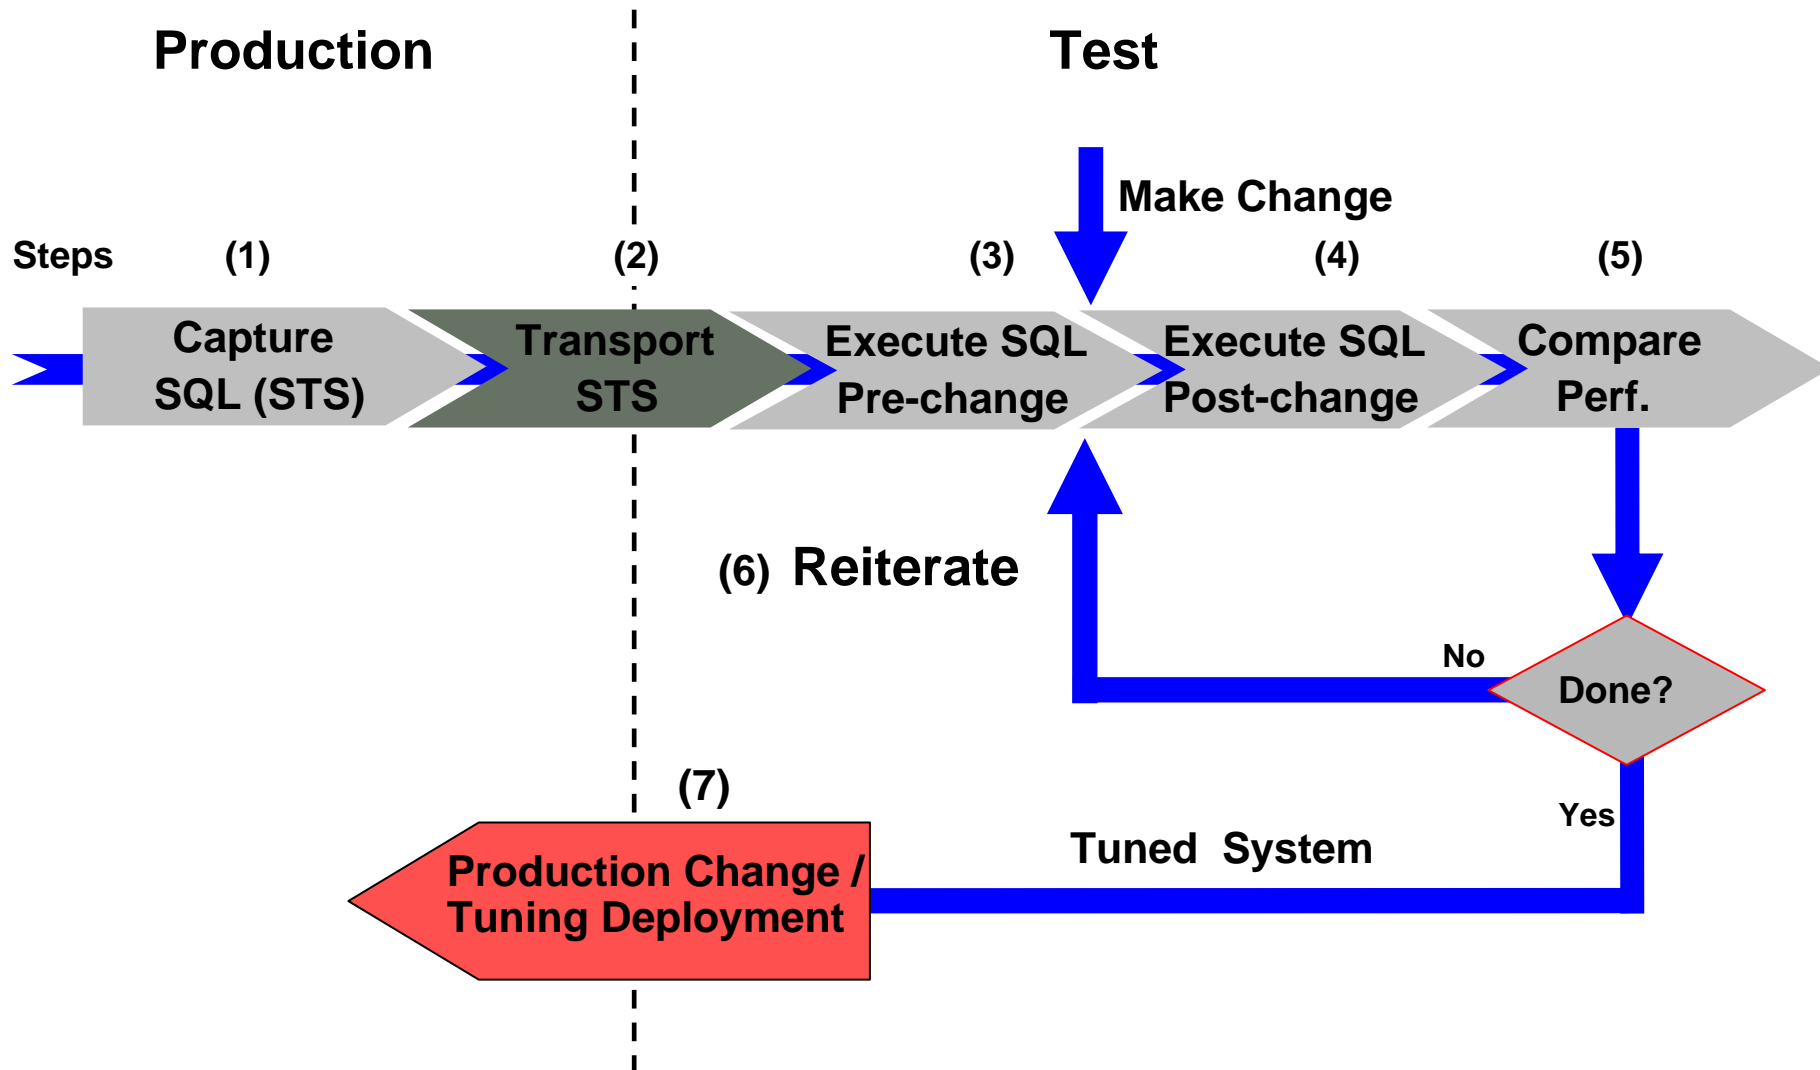 Production
Test
Make Change
Steps (1) (2) (3) (4) (5)
Capture
SQL (STS)
Transport
STS
Execute SQL
Pre-change
Execute SQL
Post-change
Compare
Perf.
(6) Reiterate
No
Done?
Yes
(7)
Production Change /
Tuning Deployment
Tuned System